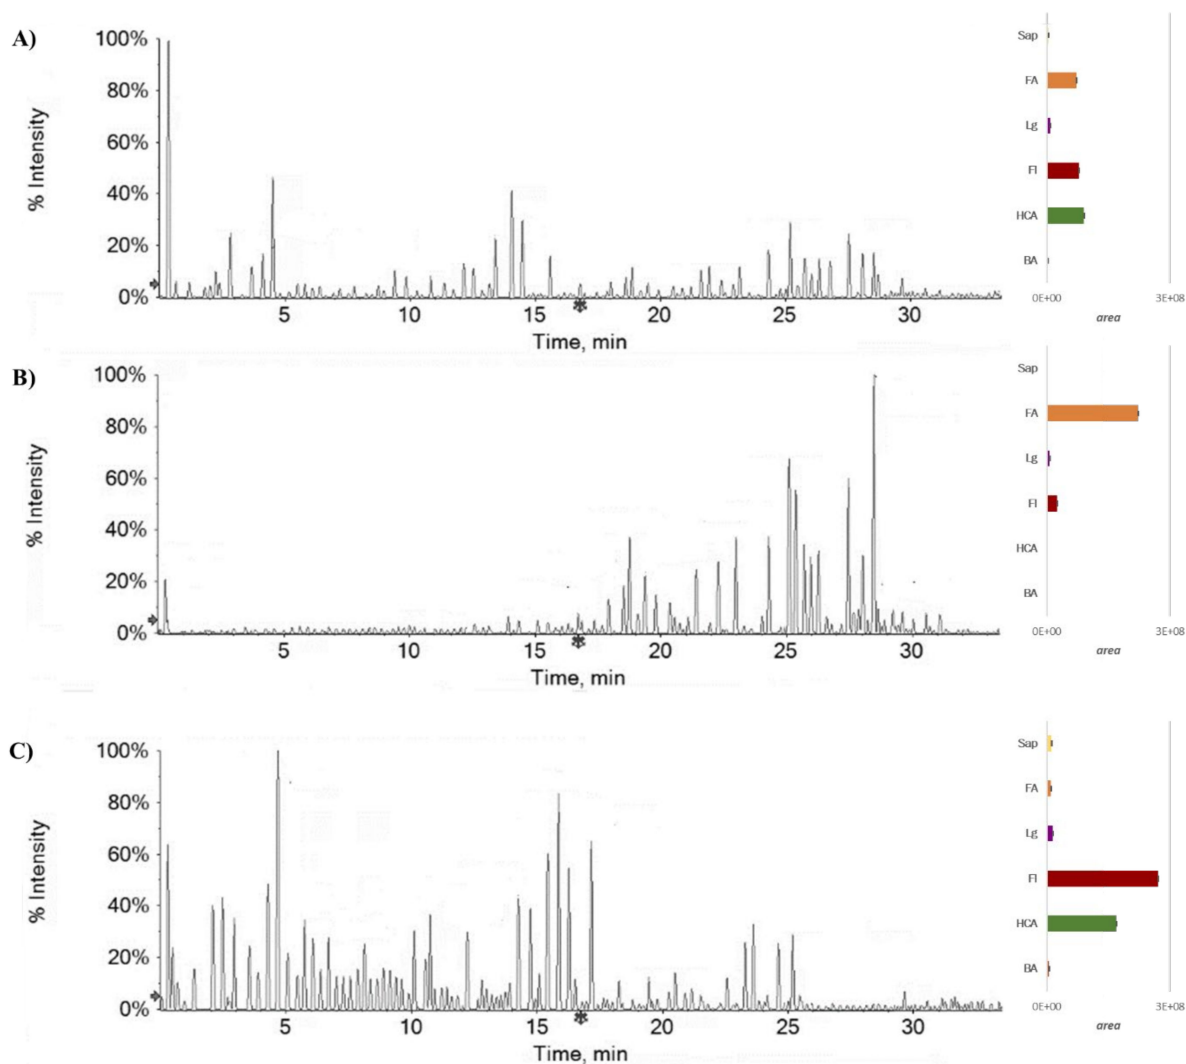 A)
100%
80%
60%
40%
20%
0%
% Intensity
5 10 15 20 25 30
Time, min
Sap
FA
Lg
Fl
HCA
BA
0E+00 3E+08
area
B)
100%
80%
60%
40%
20%
0%
% Intensity
5 10 15 20 25 30
Time, min
Sap
FA
Lg
Fl
HCA
BA
0E+00 3E+08
area
C)
100%
80%
60%
40%
20%
0%
% Intensity
5 10 15 20 25 30
Time, min
Sap
FA
Lg
Fl
HCA
BA
0E+00 3E+08
area